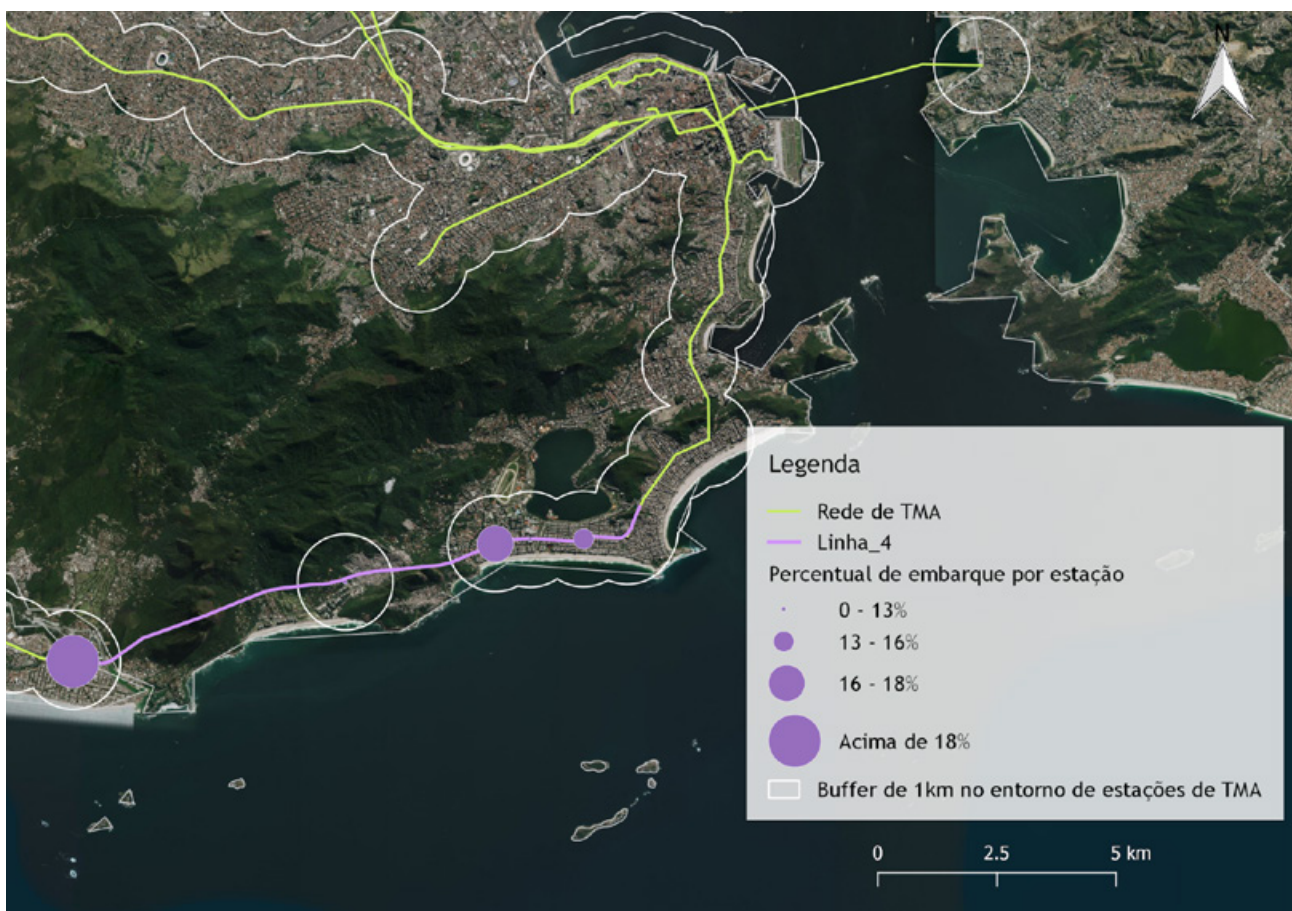 N
Legenda
Rede de TMA
Linha_4
Percentual de embarque por estação
0 - 13%
13 - 16%
16 - 18%
Acima de 18%
Buffer de 1km no entorno de estações de TMA
0 2.5 5 km